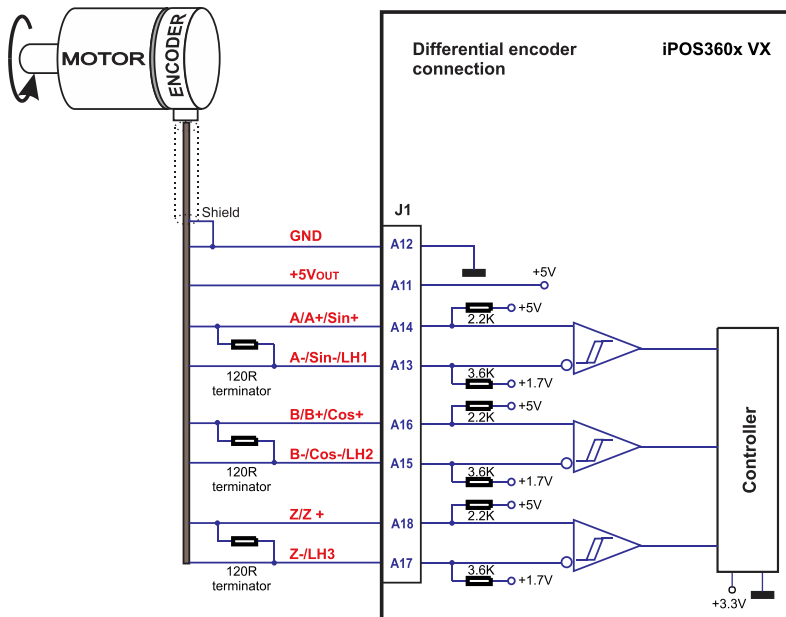 MOTOR
ENCODER
Differential encoder
connection
iPOS360x VX
Shield
J1
GND
A12
+5VOUT
A11
+5V
A/A+/Sin+
A14
+5V
2.2K
A-/Sin-/LH1
A13
3.6K
+1.7V
120R
terminator
B/B+/Cos+
A16
+5V
2.2K
B-/Cos-/LH2
A15
3.6K
+1.7V
120R
terminator
Z/Z +
A18
+5V
2.2K
Z-/LH3
A17
3.6K
+1.7V
120R
terminator
Controller
+3.3V